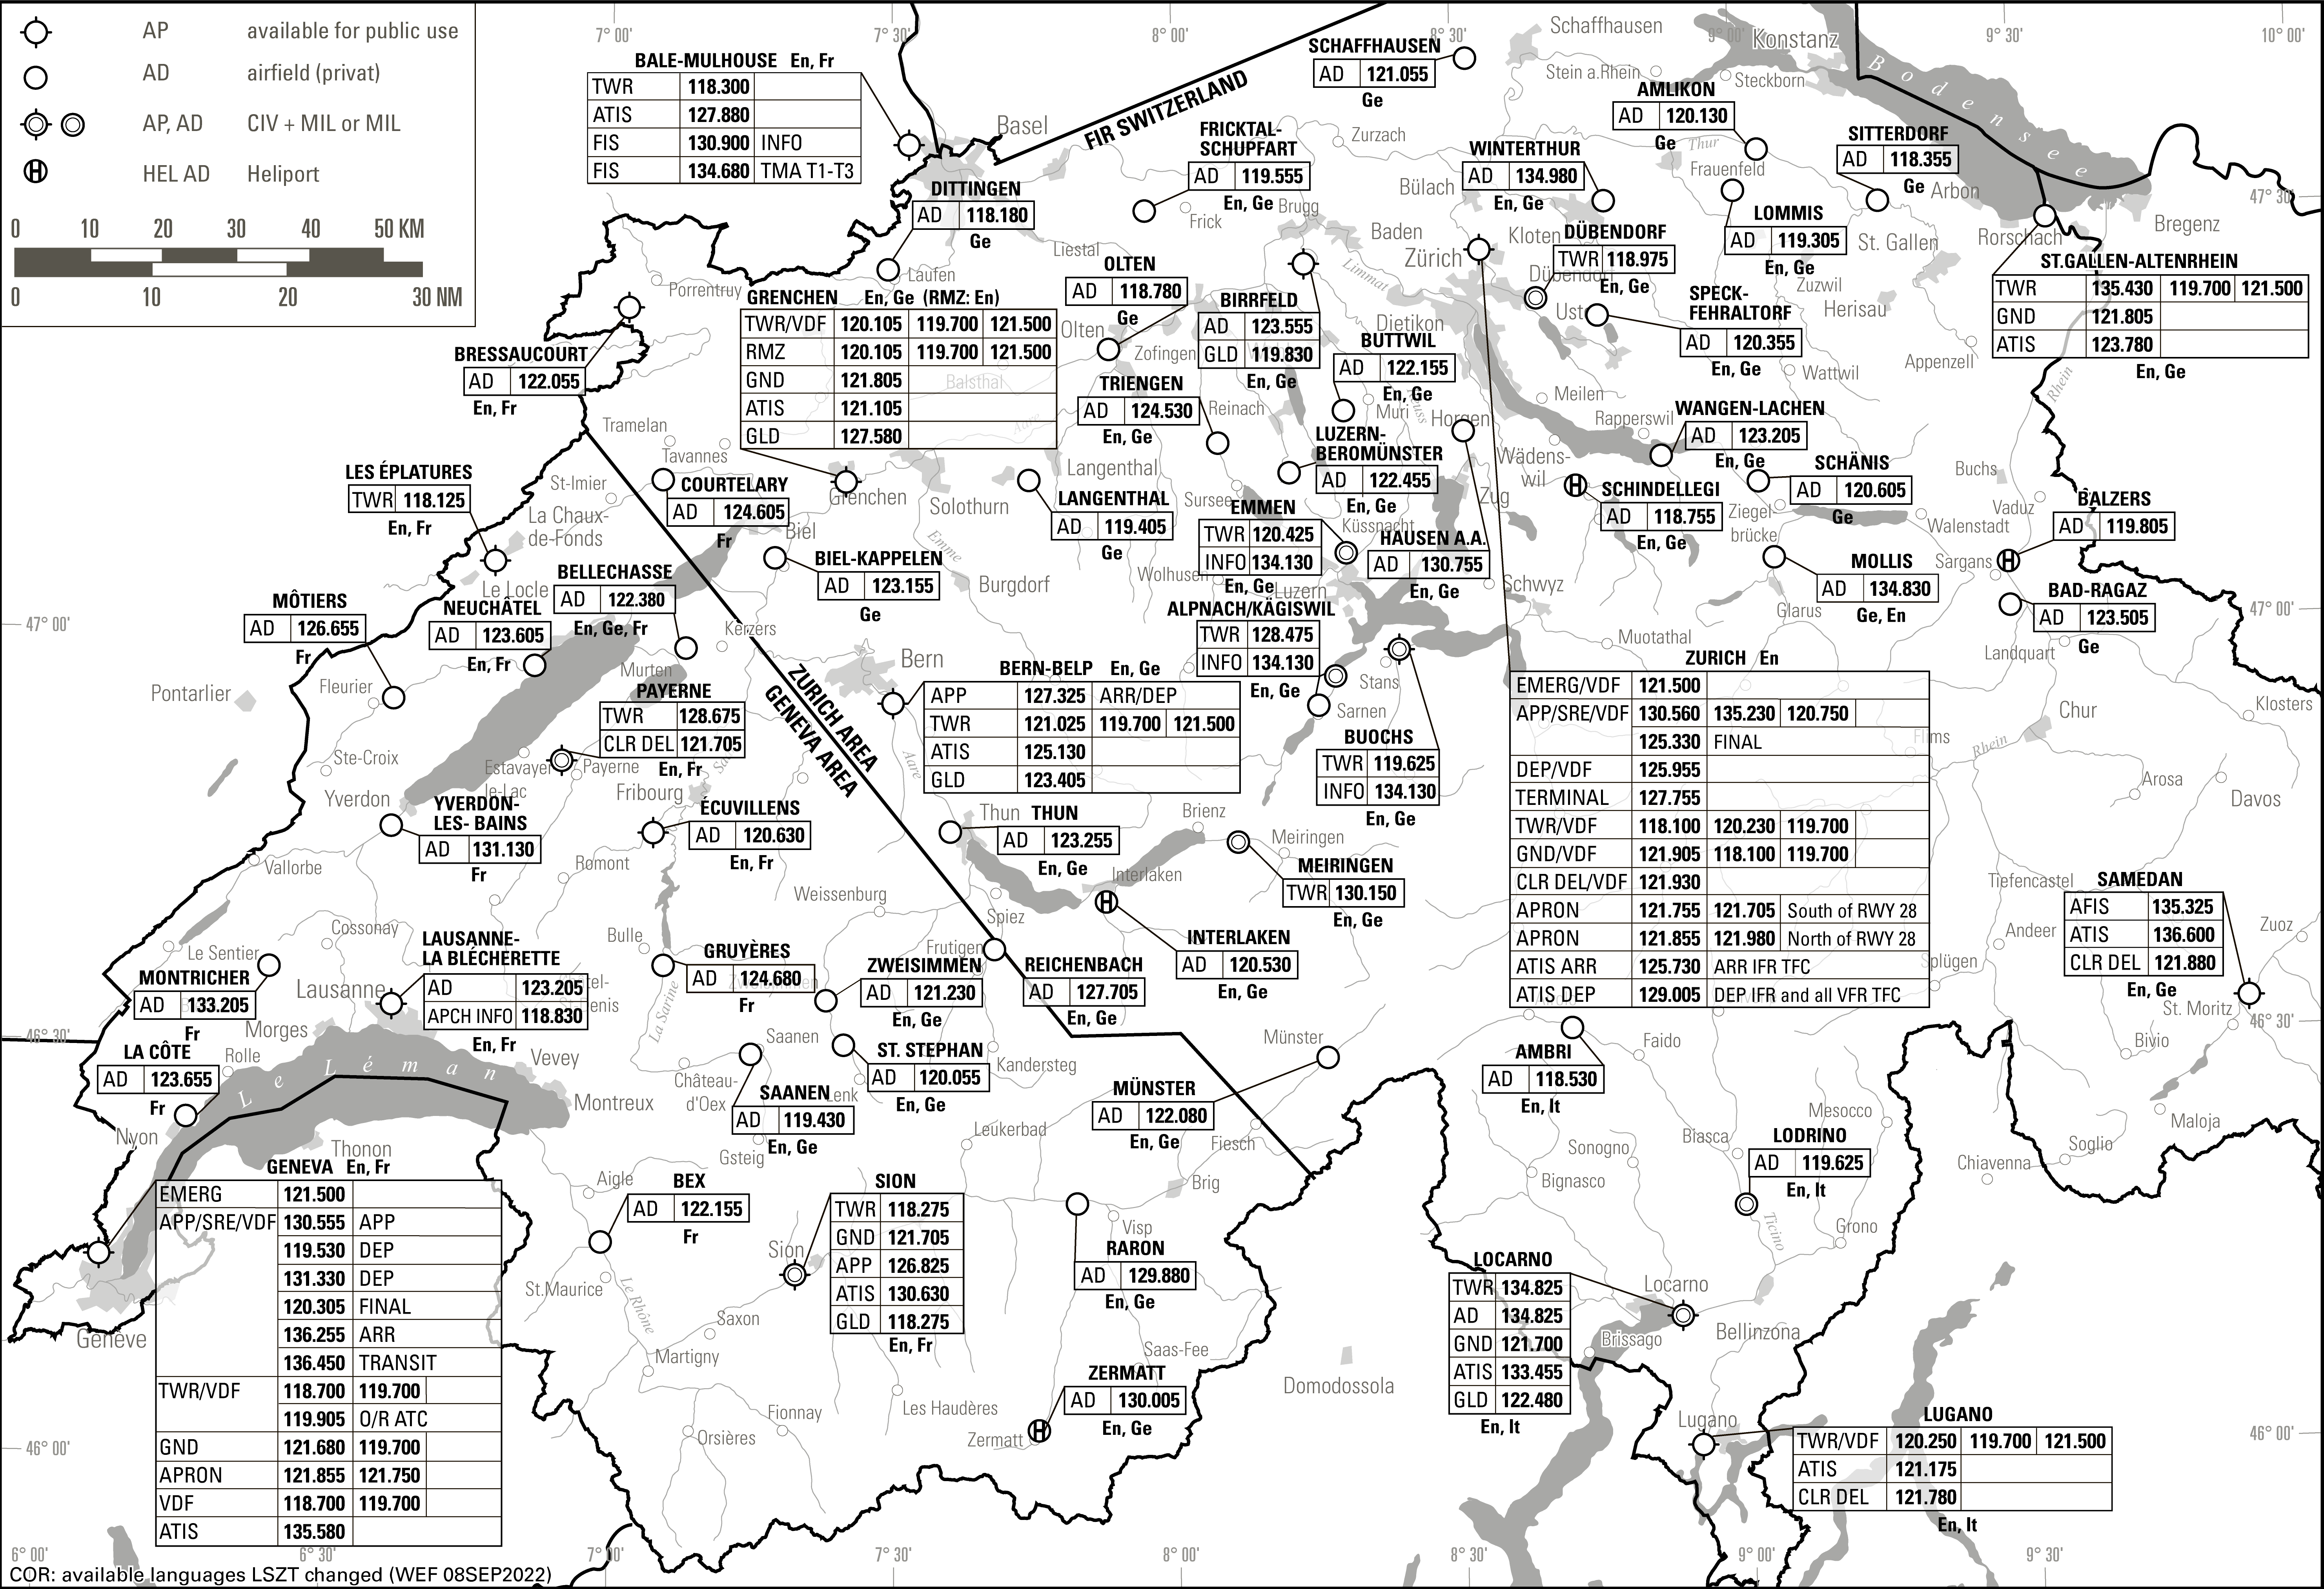 AP available for public use
AD airfield (privat)
AP, AD CIV + MIL or MIL
HEL AD Heliport
0 10 20 30 40 50 KM
0 10 20 30 NM
7° 00' 7° 30' 8° 00' 8° 30' 9° 00' 9° 30' 10° 00'
BALE-MULHOUSE En, Fr
TWR 118.300
ATIS 127.880
FIS 130.900 INFO
FIS 134.680 TMA T1-T3
Basel
FIR SWITZERLAND
SCHAFFHAUSEN
AD 121.055
Ge
Schaffhausen
Konstanz
Stein a.Rhein
Steckborn
Bodensee
AMLIKON
AD 120.130
Ge
Thur
Frauenfeld
SITTERDORF
AD 118.355
Ge
Arbon
FRICKTAL-
SCHUPFART
AD 119.555
En, Ge
Zurzach
Brugg
Frick
WINTERTHUR
AD 134.980
En, Ge
Bülach
47° 30'
Bregenz
DITTINGEN
AD 118.180
Ge
Laufen
Liestal
Porrentruy
Baden
Zürich
Kloten
Limmat
DÜBENDORF
TWR 118.975
En, Ge
Dübendorf
LOMMIS
AD 119.305
En, Ge
St. Gallen
Rorschach
Zuzwil
Herisau
ST.GALLEN-ALTENRHEIN
TWR 135.430 119.700 121.500
GND 121.805
ATIS 123.780
En, Ge
OLTEN
AD 118.780
Ge
Olten
Zofingen
GRENCHEN En, Ge (RMZ: En)
TWR/VDF 120.105 119.700 121.500
RMZ 120.105 119.700 121.500
GND 121.805
ATIS 121.105
GLD 127.580
Balsthal
Aare
BIRRFELD
AD 123.555
GLD 119.830
En, Ge
Dietikon
Ust
SPECK-
FEHRALTORF
AD 120.355
En, Ge
Wattwil
Appenzell
Rhein
BRESSAUCOURT
AD 122.055
En, Fr
BUTTWIL
AD 122.155
En, Ge
Muri
Reuss
Horgen
TRIENGEN
AD 124.530
En, Ge
Reinach
Meilen
Rapperswil
WANGEN-LACHEN
AD 123.205
En, Ge
Tramelan
Tavannes
LUZERN-
BEROMÜNSTER
AD 122.455
En, Ge
Wädens-
wil
SCHÄNIS
AD 120.605
Ge
Buchs
LES ÉPLATURES
TWR 118.125
En, Fr
St-Imier
COURTELARY
AD 124.605
Fr
Biel
Grenchen
Solothurn
Langenthal
LANGENTHAL
AD 119.405
Ge
Sursee
Zug
SCHINDELLEGI
AD 118.755
En, Ge
Ziegel-
brücke
Walenstadt
Vaduz
BALZERS
AD 119.805
La Chaux-
de-Fonds
Le Locle
EMMEN
TWR 120.425
INFO 134.130
En, Ge
Küssnacht
HAUSEN A.A.
AD 130.755
En, Ge
Emme
BIEL-KAPPELEN
AD 123.155
Ge
Burgdorf
Wolhusen
Luzern
Schwyz
MOLLIS
AD 134.830
Ge, En
Sargans
Glarus
BAD-RAGAZ
AD 123.505
Ge
BELLECHASSE
AD 122.380
En, Ge, Fr
MÔTIERS
AD 126.655
Fr
NEUCHÂTEL
AD 123.605
En, Fr
47° 00' 47° 00'
Kerzers
Murten
ALPNACH/KÄGISWIL
TWR 128.475
INFO 134.130
En, Ge
Stans
Sarnen
Muotathal
Landquart
Pontarlier
Fleurier
Bern
ZURICH AREA
GENEVA AREA
BERN-BELP En, Ge
APP 127.325 ARR/DEP
TWR 121.025 119.700 121.500
ATIS 125.130
GLD 123.405
Aare
ZURICH En
EMERG/VDF 121.500
APP/SRE/VDF 130.560 135.230 120.750
125.330 FINAL
DEP/VDF 125.955
TERMINAL 127.755
TWR/VDF 118.100 120.230 119.700
GND/VDF 121.905 118.100 119.700
CLR DEL/VDF 121.930
APRON 121.755 121.705 South of RWY 28
APRON 121.855 121.980 North of RWY 28
ATIS ARR 125.730 ARR IFR TFC
ATIS DEP 129.005 DEP IFR and all VFR TFC
Klosters
Chur
Flims
Rhein
Arosa
Davos
PAYERNE
TWR 128.675
CLR DEL 121.705
En, Fr
Ste-Croix
Estavayer
le-Lac
Payerne
Fribourg
BUOCHS
TWR 119.625
INFO 134.130
En, Ge
Yverdon
YVERDON-
LES- BAINS
AD 131.130
Fr
ÉCUVILLENS
AD 120.630
En, Fr
Thun
THUN
AD 123.255
En, Ge
Brienz
Meiringen
MEIRINGEN
TWR 130.150
En, Ge
Vallorbe
Romont
Weissenburg
Interlaken
Spiez
Tiefencastel
SAMEDAN
AFIS 135.325
ATIS 136.600
CLR DEL 121.880
En, Ge
Zuoz
Andeer
Splügen
Cossonay
Le Sentier
LAUSANNE-
LA BLÉCHERETTE
AD 123.205
APCH INFO 118.830
En, Fr
Bulle
GRUYÈRES
AD 124.680
Fr
Frutigen
ZWEISIMMEN
AD 121.230
En, Ge
REICHENBACH
AD 127.705
En, Ge
INTERLAKEN
AD 120.530
En, Ge
MONTRICHER
AD 133.205
Fr
Lausanne
Morges
46° 30' 46° 30'
St. Moritz
Bivio
La Sarine
LA CÔTE
AD 123.655
Fr
Rolle
Le Léman
Vevey
Saanen
ST. STEPHAN
AD 120.055
En, Ge
Kandersteg
Münster
AMBRI
AD 118.530
En, It
Faido
Nyon
Montreux
Château-
d'Oex
SAANEN
AD 119.430
En, Ge
Lenk
MÜNSTER
AD 122.080
En, Ge
Fiesch
Mesocco
Maloja
Thonon
Gsteig
Leukerbad
Sonogno
Biasca
LODRINO
AD 119.625
En, It
Soglio
Chiavenna
Bignasco
Ticino
Grono
GENEVA En, Fr
EMERG 121.500
APP/SRE/VDF 130.555 APP
119.530 DEP
131.330 DEP
120.305 FINAL
136.255 ARR
136.450 TRANSIT
TWR/VDF 118.700 119.700
119.905 O/R ATC
GND 121.680 119.700
APRON 121.855 121.750
VDF 118.700 119.700
ATIS 135.580
Genève
Aigle
BEX
AD 122.155
Fr
SION
TWR 118.275
GND 121.705
APP 126.825
ATIS 130.630
GLD 118.275
En, Fr
Sion
Brig
Visp
RARON
AD 129.880
En, Ge
St.Maurice
Le Rhône
Saxon
Martigny
LOCARNO
TWR 134.825
AD 134.825
GND 121.700
ATIS 133.455
GLD 122.480
En, It
Locarno
Brissago
Bellinzona
Saas-Fee
ZERMATT
AD 130.005
En, Ge
Domodossola
Fionnay
Les Haudères
Orsières
Zermatt
46° 00' 46° 00'
Lugano
LUGANO
TWR/VDF 120.250 119.700 121.500
ATIS 121.175
CLR DEL 121.780
En, It
6° 00' 6° 30' 7° 00' 7° 30' 8° 00' 8° 30' 9° 00' 9° 30'
COR: available languages LSZT changed (WEF 08SEP2022)